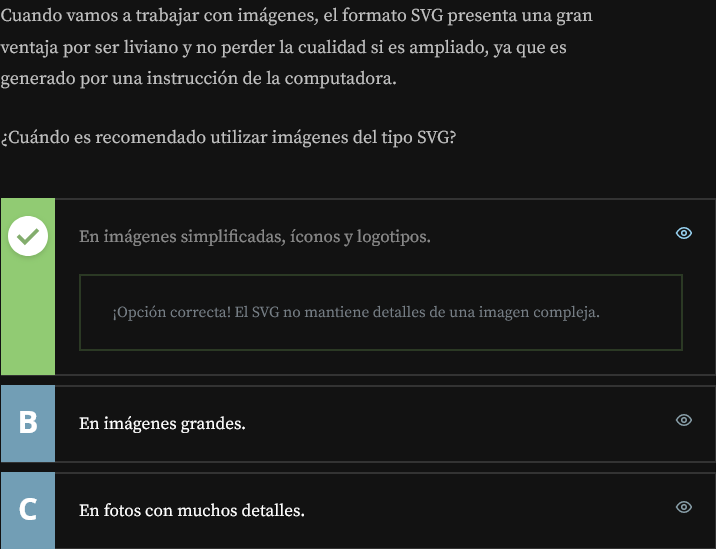 Cuando vamos a trabajar con imágenes, el formato SVG presenta una gran
ventaja por ser liviano y no perder la cualidad si es ampliado, ya que es
generado por una instrucción de la computadora.
¿Cuándo es recomendado utilizar imágenes del tipo SVG?
En imágenes simplificadas, íconos y logotipos.
¡Opción correcta! El SVG no mantiene detalles de una imagen compleja.
B En imágenes grandes.
C En fotos con muchos detalles.